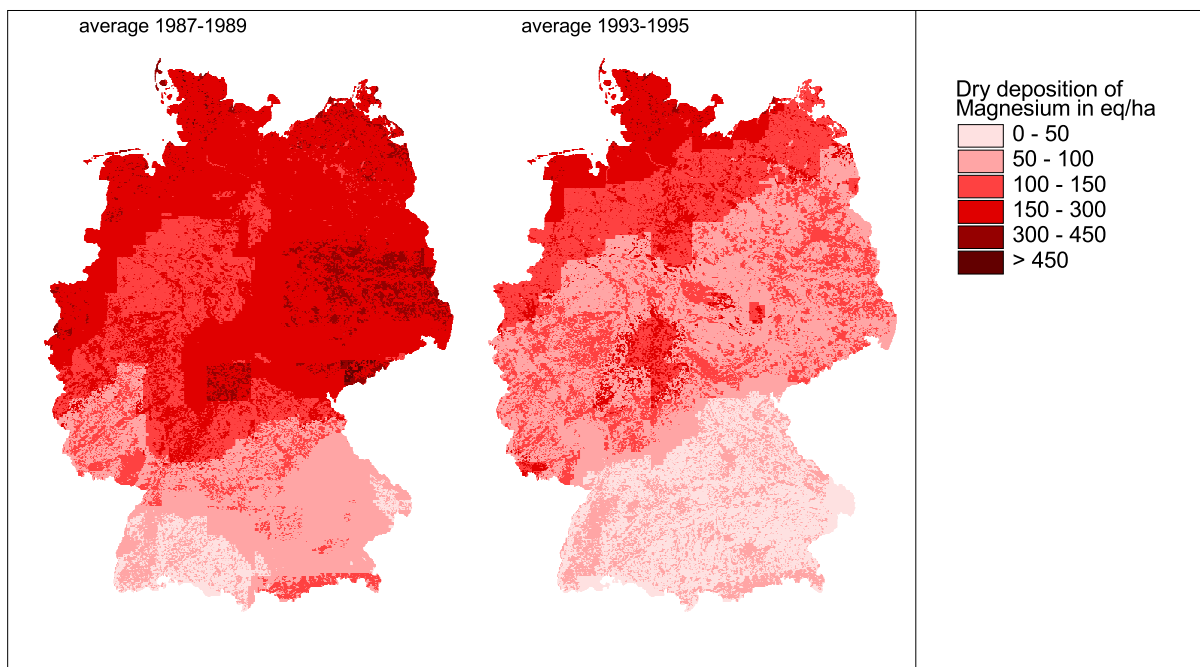 average 1987-1989
average 1993-1995
Dry deposition of
Magnesium in eq/ha
0 - 50
50 - 100
100 - 150
150 - 300
300 - 450
> 450